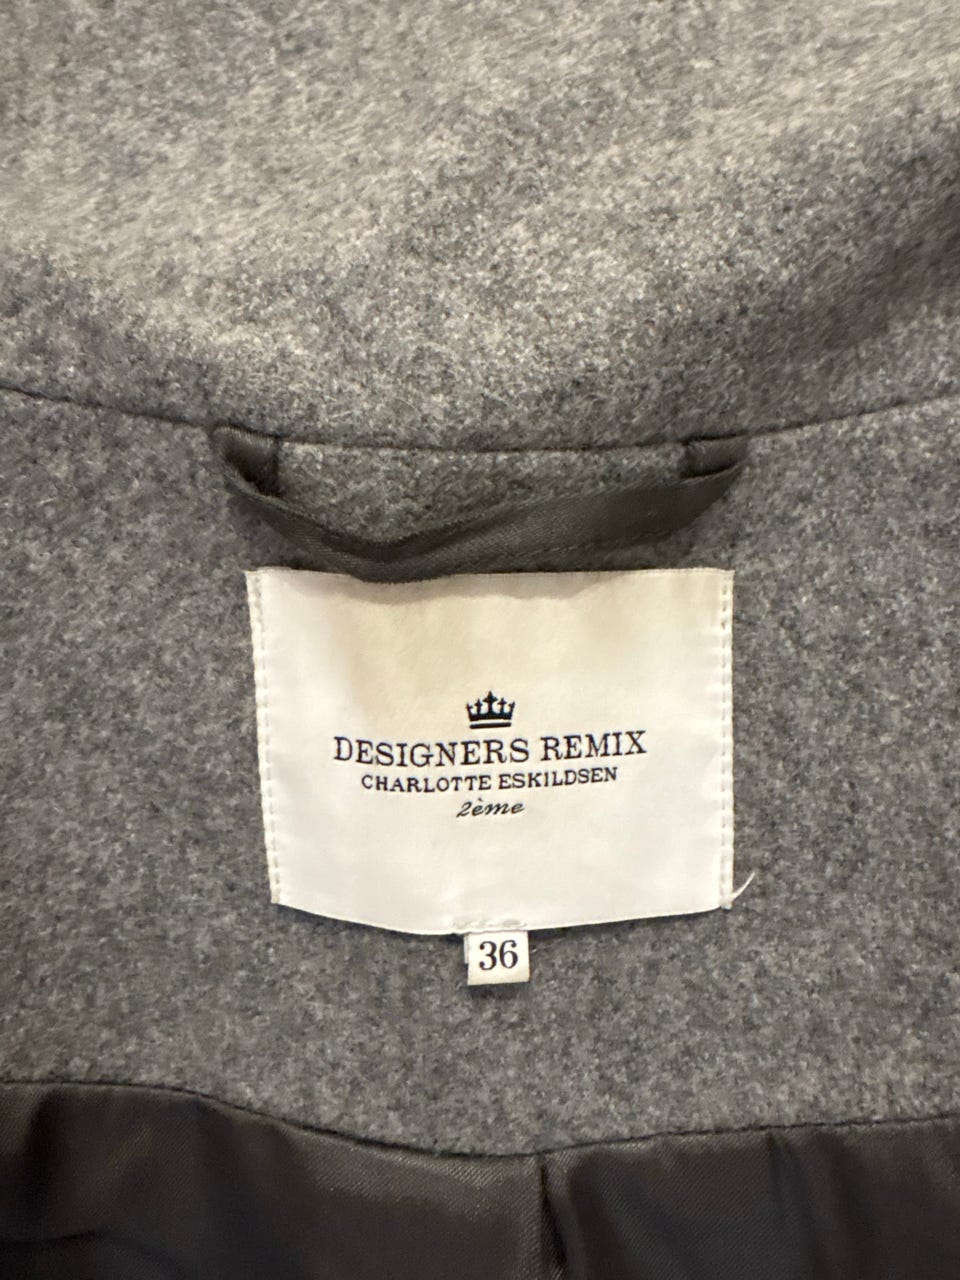 DESIGNERS REMIX
CHARLOTTE ESKILDSEN
2ème
36